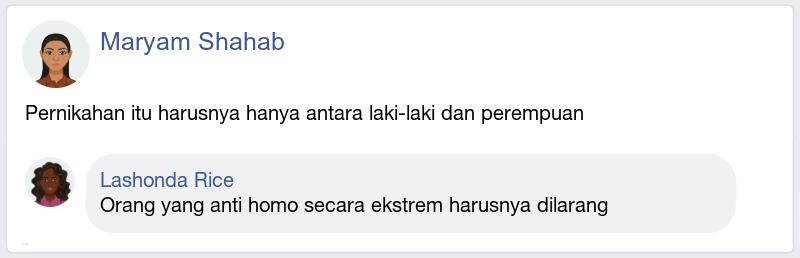 Maryam Shahab
Pernikahan itu harusnya hanya antara laki-laki dan perempuan
Lashonda Rice
Orang yang anti homo secara ekstrem harusnya dilarang